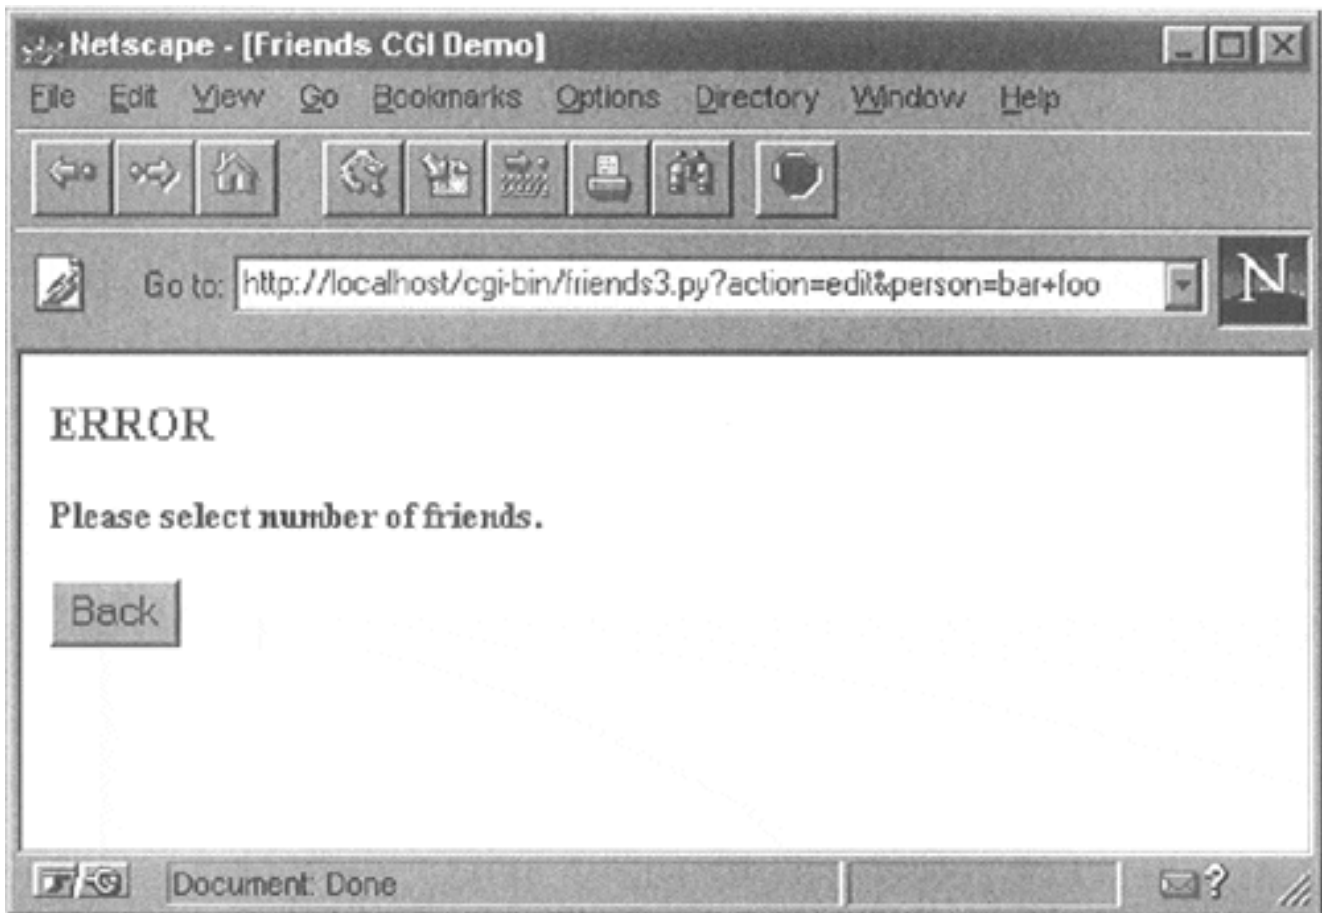 Netscape - [Friends CGI Demo]
File Edit View Go Bookmarks Options Directory Window Help
Go to: http://localhost/cgi-bin/friends3.py?action=edit&person=bar+foo
N
ERROR
Please select number of friends.
Back
Document: Done
?